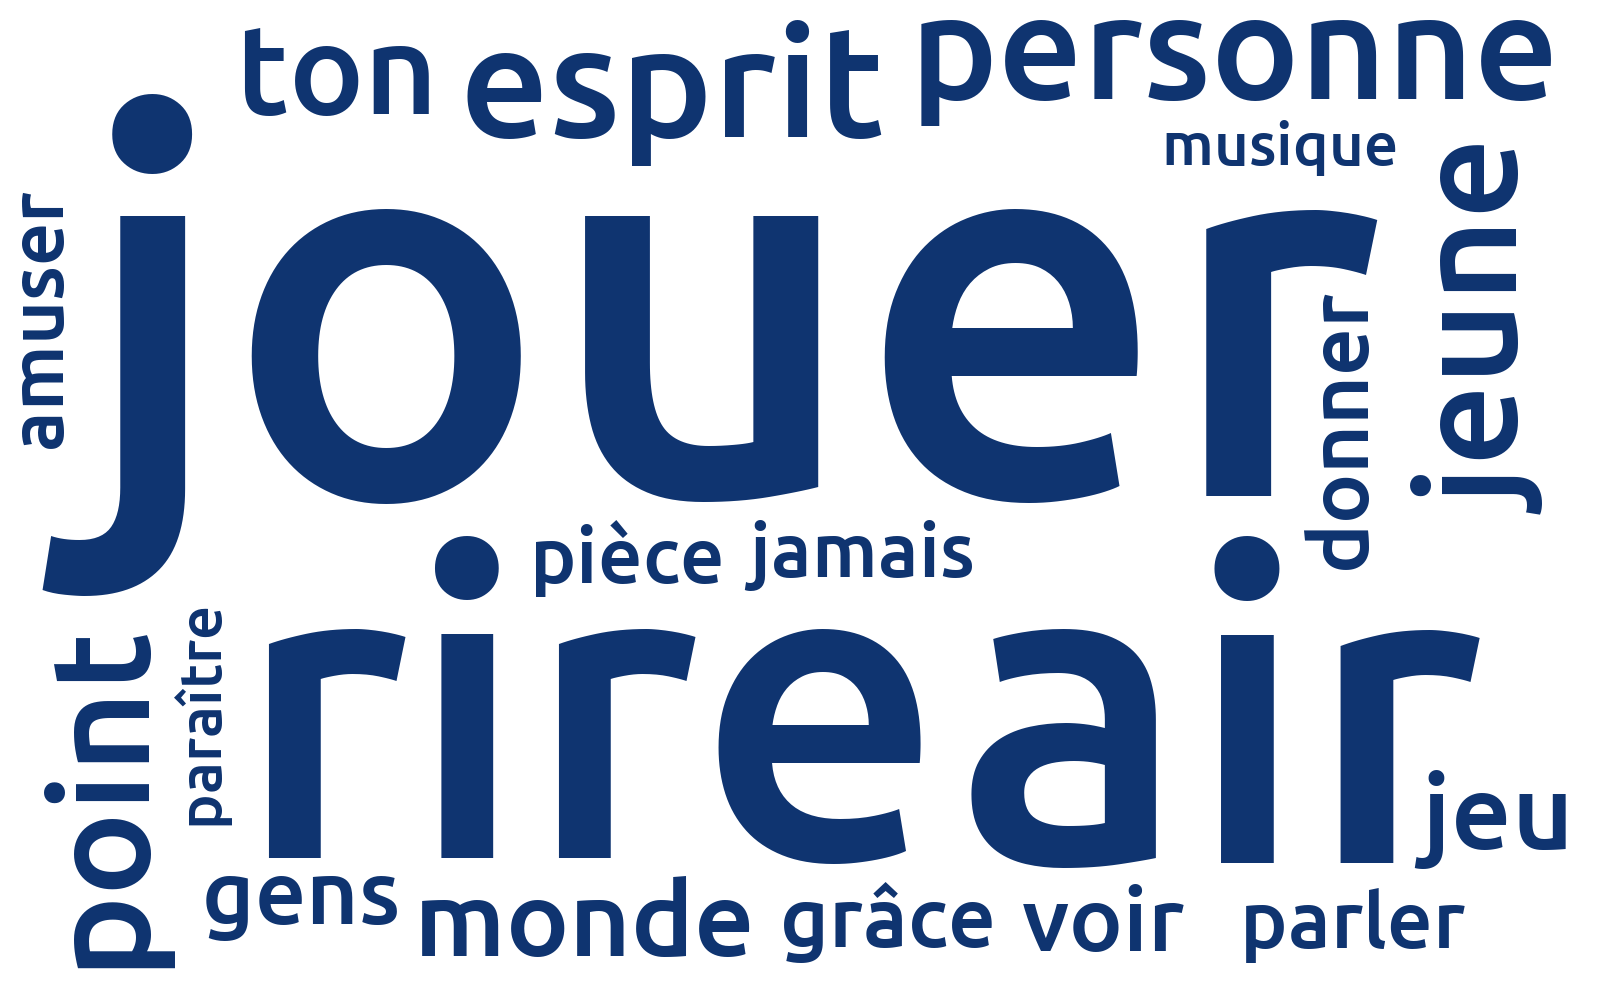 ton esprit personne
musique
amuser
jouer
jeune
donner
pièce jamais
point
paraître
rire air
jeu
gens monde grâce voir parler